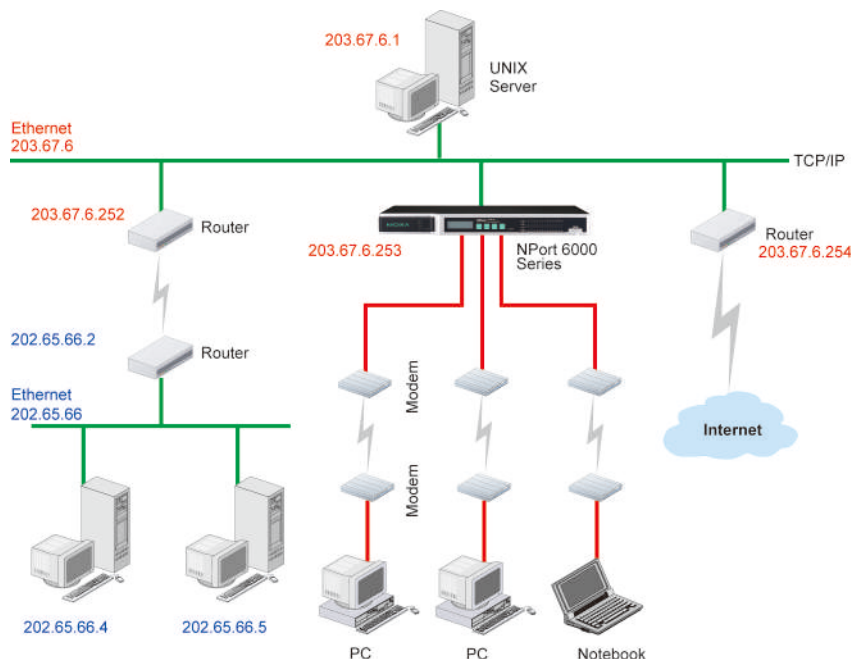 203.67.6.1
UNIX
Server
Ethernet
203.67.6
TCP/IP
203.67.6.252
Router
MOXA
203.67.6.253
NPort 6000
Series
Router
203.67.6.254
202.65.66.2
Router
Modem
Ethernet
202.65.66
Internet
Modem
202.65.66.4
202.65.66.5
PC
PC
Notebook